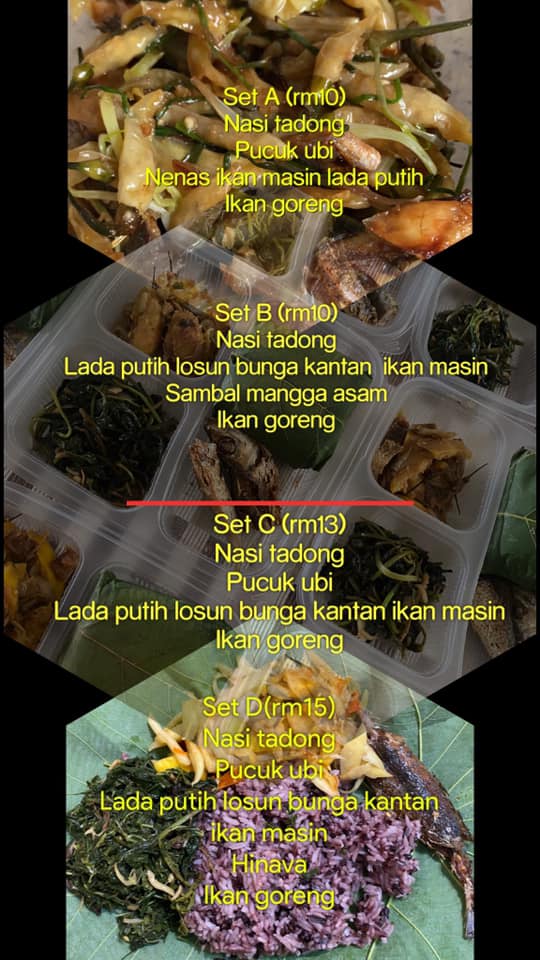 Set A (rm10)
Nasi tadong
Pucuk ubi
Nenas ikan masin lada putih
Ikan goreng
Set B (rm10)
Nasi tadong
Lada putih losun bunga kantan ikan masin
Sambal mangga asam
Ikan goreng
Set C (rm13)
Nasi tadong
Pucuk ubi
Lada putih losun bunga kantan ikan masin
Ikan goreng
Set D(rm15)
Nasi tadong
Pucuk ubi
Lada putih losun bunga kantan
ikan masin
Hinava
Ikan goreng